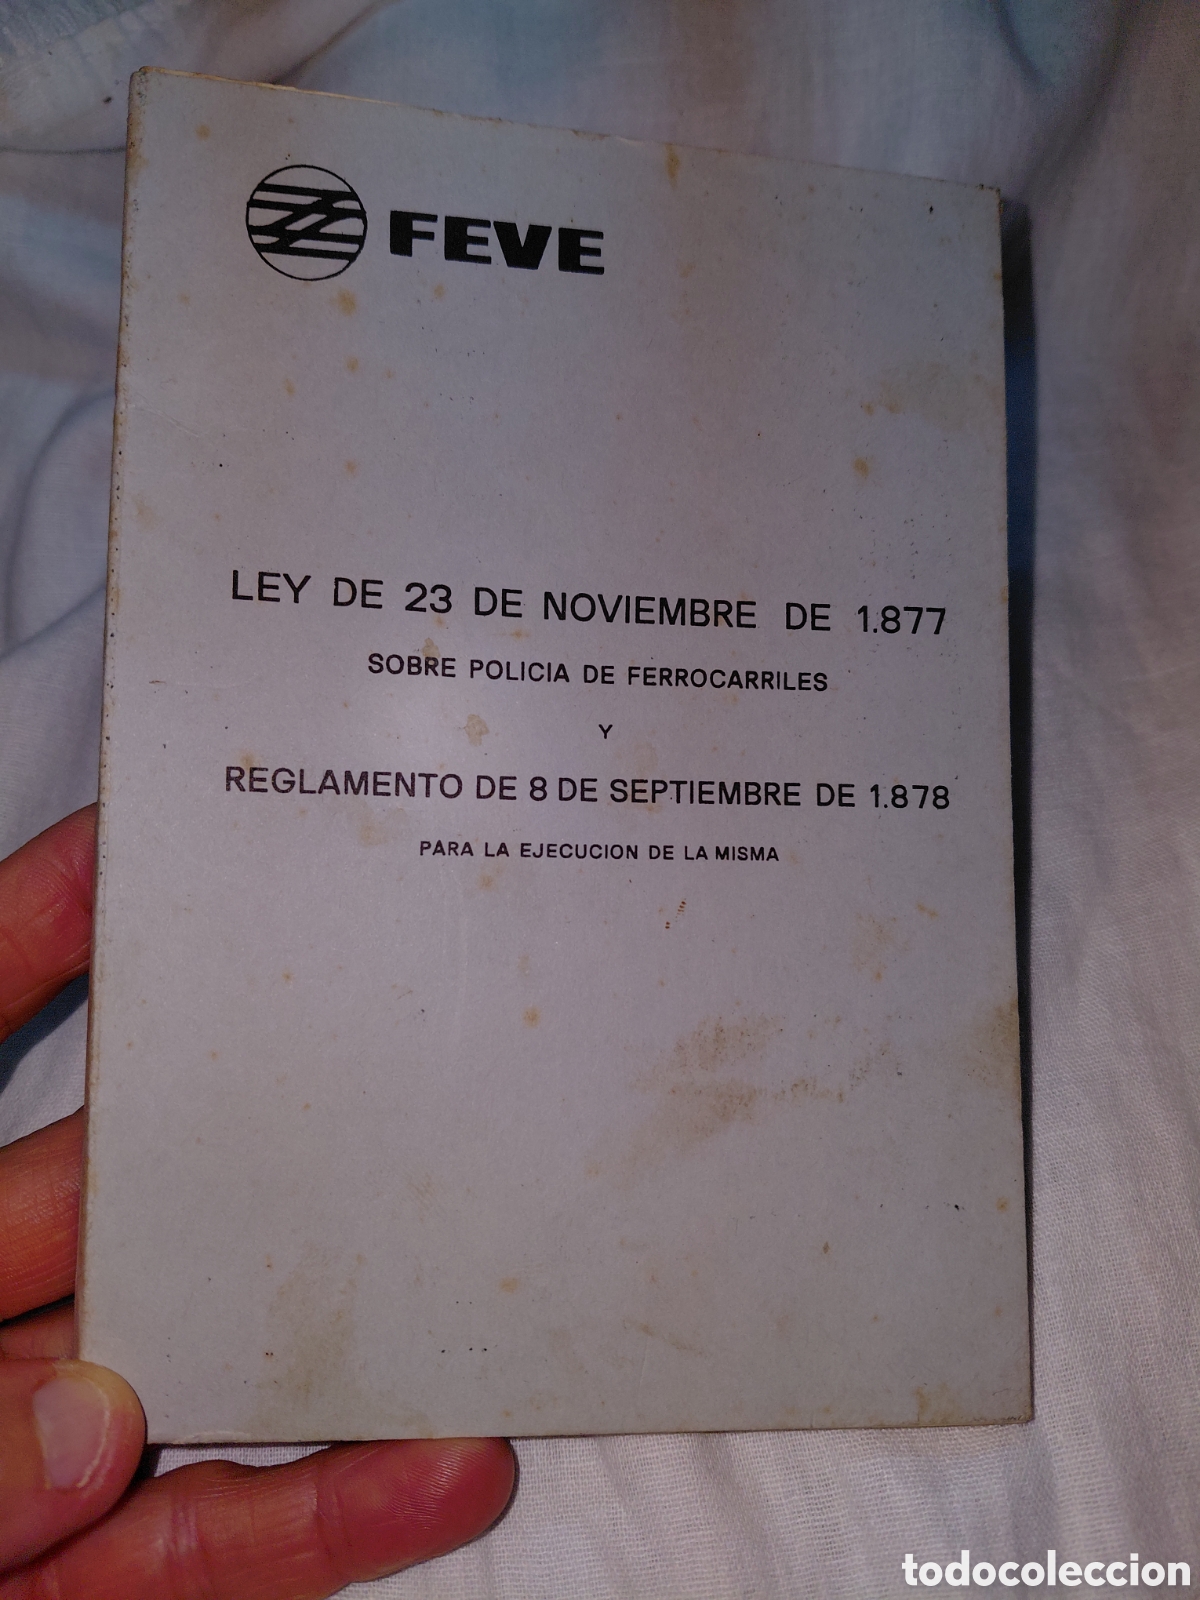 FEVE
LEY DE 23 DE NOVIEMBRE DE 1.877
SOBRE POLICIA DE FERROCARRILES
Y
REGLAMENTO DE 8 DE SEPTIEMBRE DE 1.878
PARA LA EJECUCION DE LA MISMA
todocoleccion